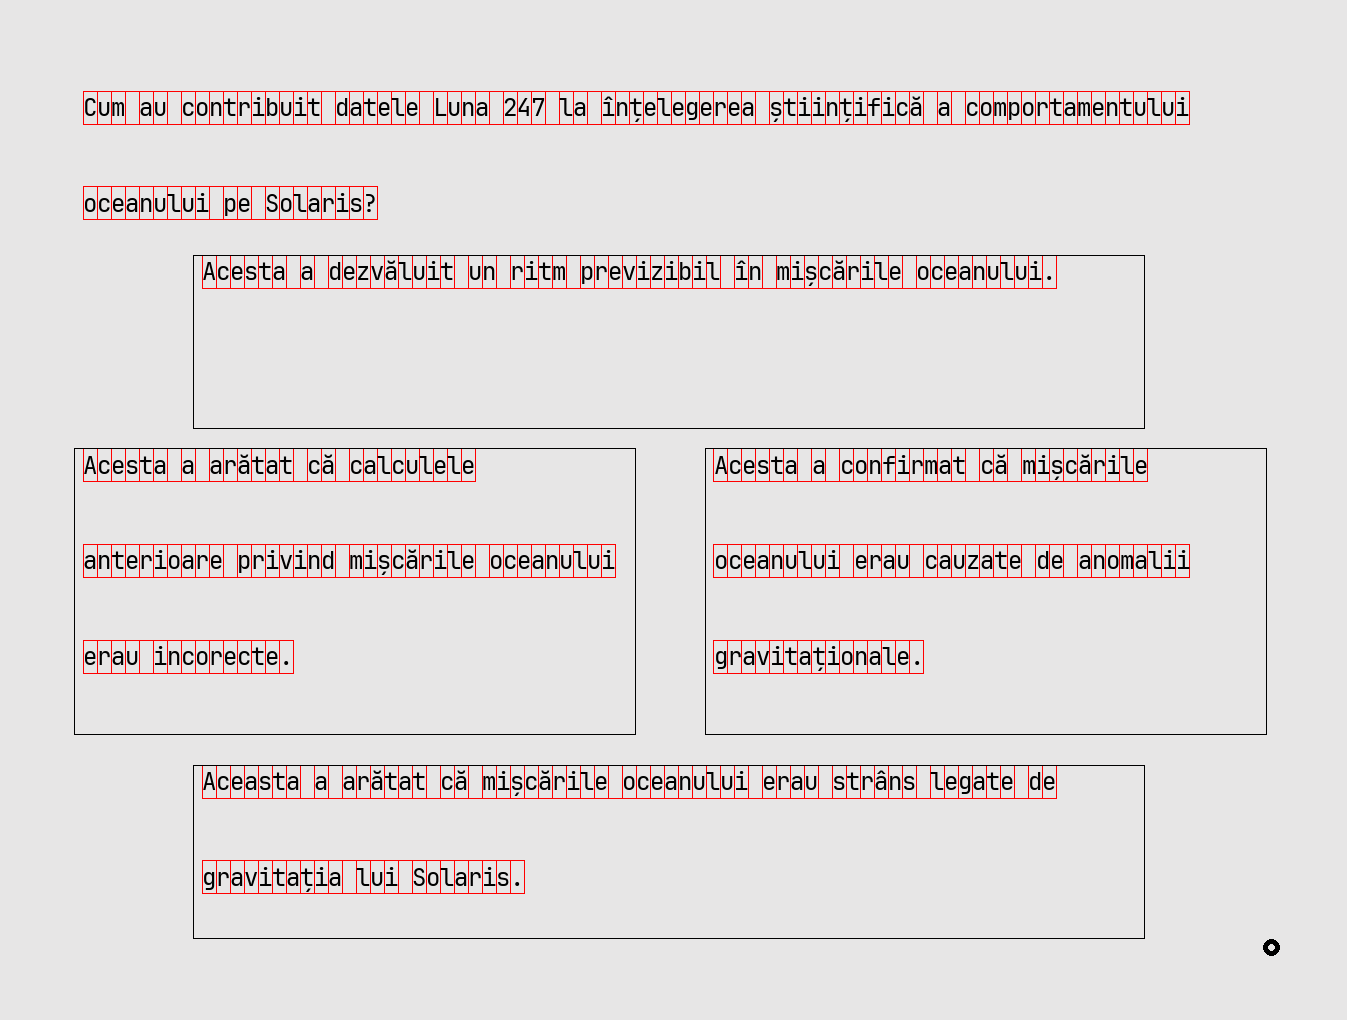 Cum au contribuit datele Luna 247 la înțelegerea științifică a comportamentului
oceanului pe Solaris?
Acesta a dezvăluit un ritm previzibil în mișcările oceanului.
Acesta a arătat că calculele
anterioare privind mișcările oceanului
erau incorecte.
Acesta a confirmat că mișcările
oceanului erau cauzate de anomalii
gravitaționale.
Aceasta a arătat că mișcările oceanului erau strâns legate de
gravitația lui Solaris.